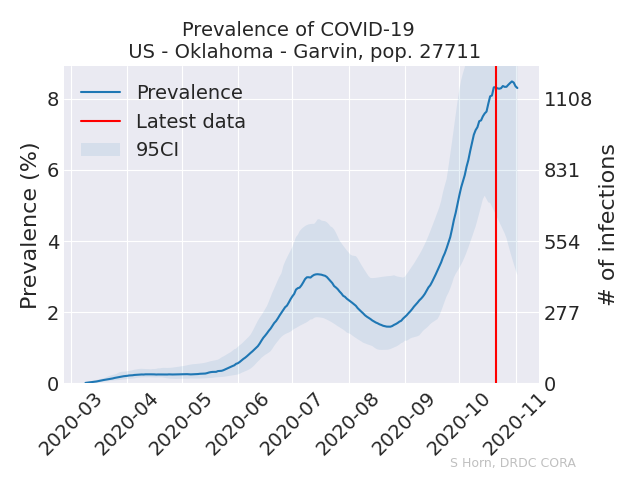 Prevalence of COVID-19
US - Oklahoma - Garvin, pop. 27711
Prevalence
Latest data
95CI
Prevalence (%)
8
6
4
2
0
1108
831
554
277
0
# of infections
2020-03
2020-04
2020-05
2020-06
2020-07
2020-08
2020-09
2020-10
2020-11
S Horn, DRDC CORA